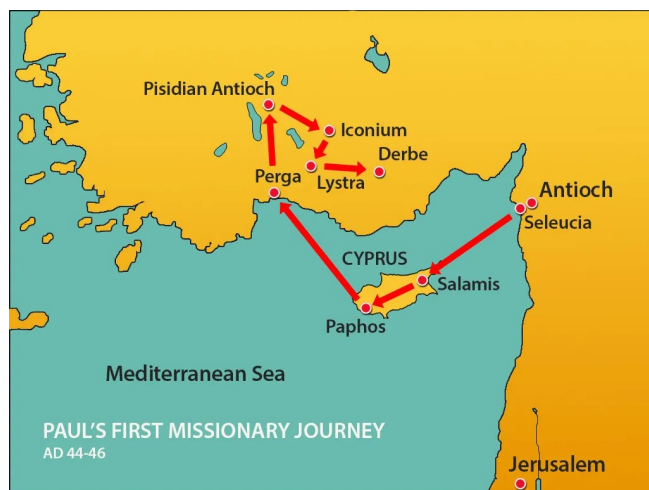 Pisidian Antioch
Iconium
Derbe
Perga
Lystra
Antioch
Seleucia
CYPRUS
Salamis
Paphos
Mediterranean Sea
PAUL'S FIRST MISSIONARY JOURNEY
AD 44-46
Jerusalem